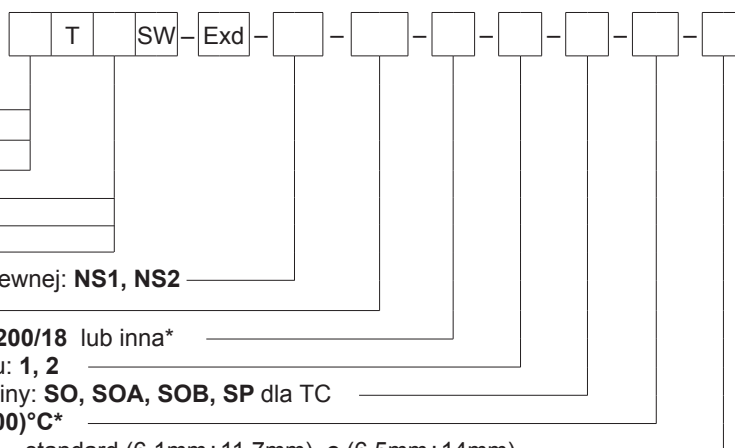 T SW – Exd – – – – – – –
ewnej: NS1, NS2
200/18 lub inna*
u: 1, 2
iny: SO, SOA, SOB, SP dla TC
00)°C*
standard (6,1mm÷11,7mm), a (6,5mm÷14mm)